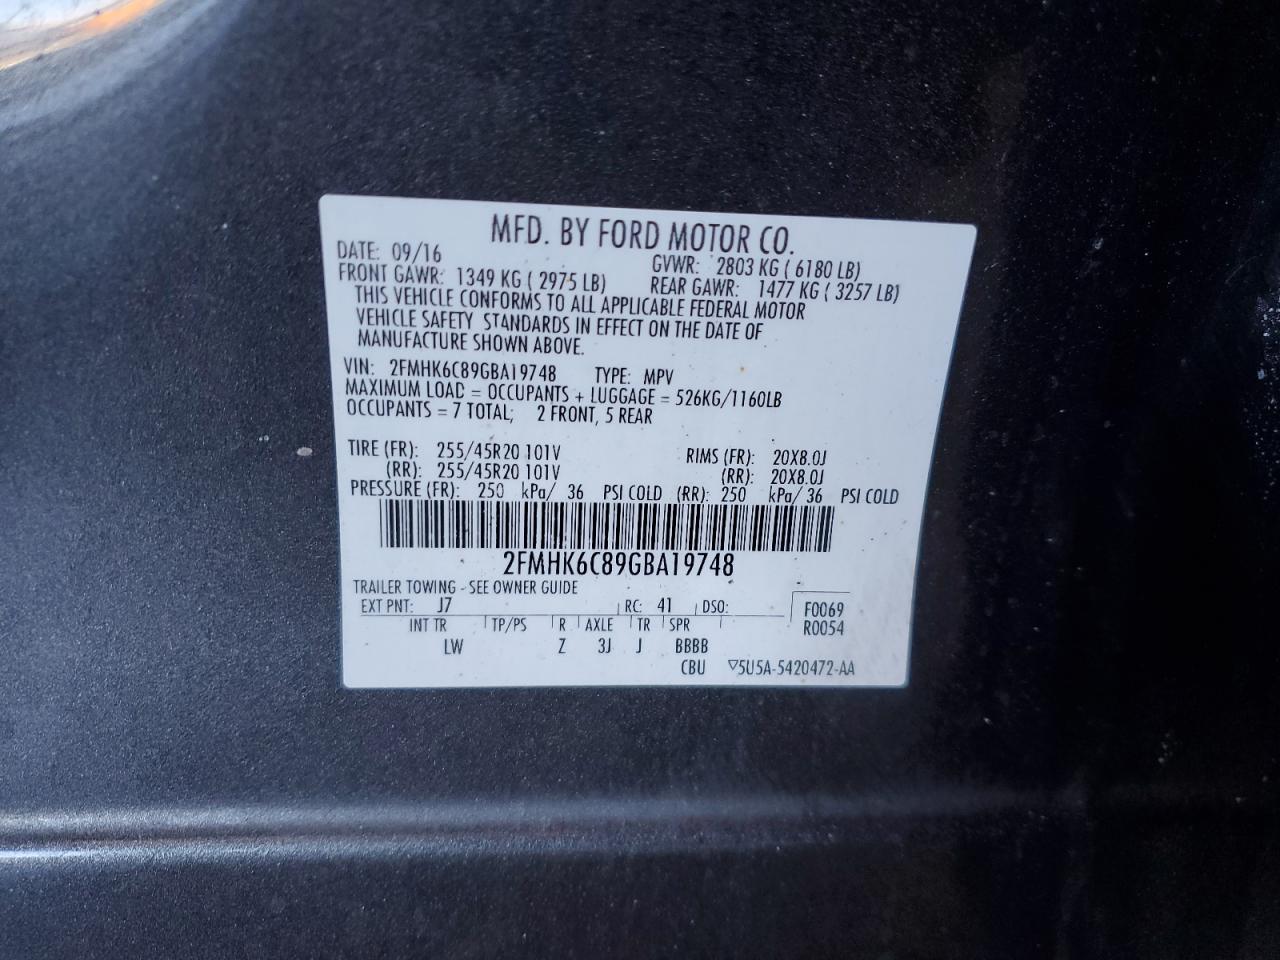 MFD. BY FORD MOTOR CO.
DATE: 09/16 GVWR: 2803 KG ( 6180 LB)
FRONT GAWR: 1349 KG ( 2975 LB) REAR GAWR: 1477 KG ( 3257 LB)
THIS VEHICLE CONFORMS TO ALL APPLICABLE FEDERAL MOTOR
VEHICLE SAFETY STANDARDS IN EFFECT ON THE DATE OF
MANUFACTURE SHOWN ABOVE.
VIN: 2FMHK6C89GBA19748 TYPE: MPV
MAXIMUM LOAD = OCCUPANTS + LUGGAGE = 526KG/1160LB
OCCUPANTS = 7 TOTAL; 2 FRONT, 5 REAR
TIRE (FR): 255/45R20 101V RIMS (FR): 20X8.0J
(RR): 255/45R20 101V (RR): 20X8.0J
PRESSURE (FR): 250 kPa/ 36 PSI COLD (RR): 250 kPa/ 36 PSI COLD
2FMHK6C89GBA19748
TRAILER TOWING - SEE OWNER GUIDE
EXT PNT: J7 RC: 41 DSO: F0069
INT TR TP/PS R AXLE TR SPR R0054
LW Z 3J J BBBB
CBU ▽5U5A-5420472-AA